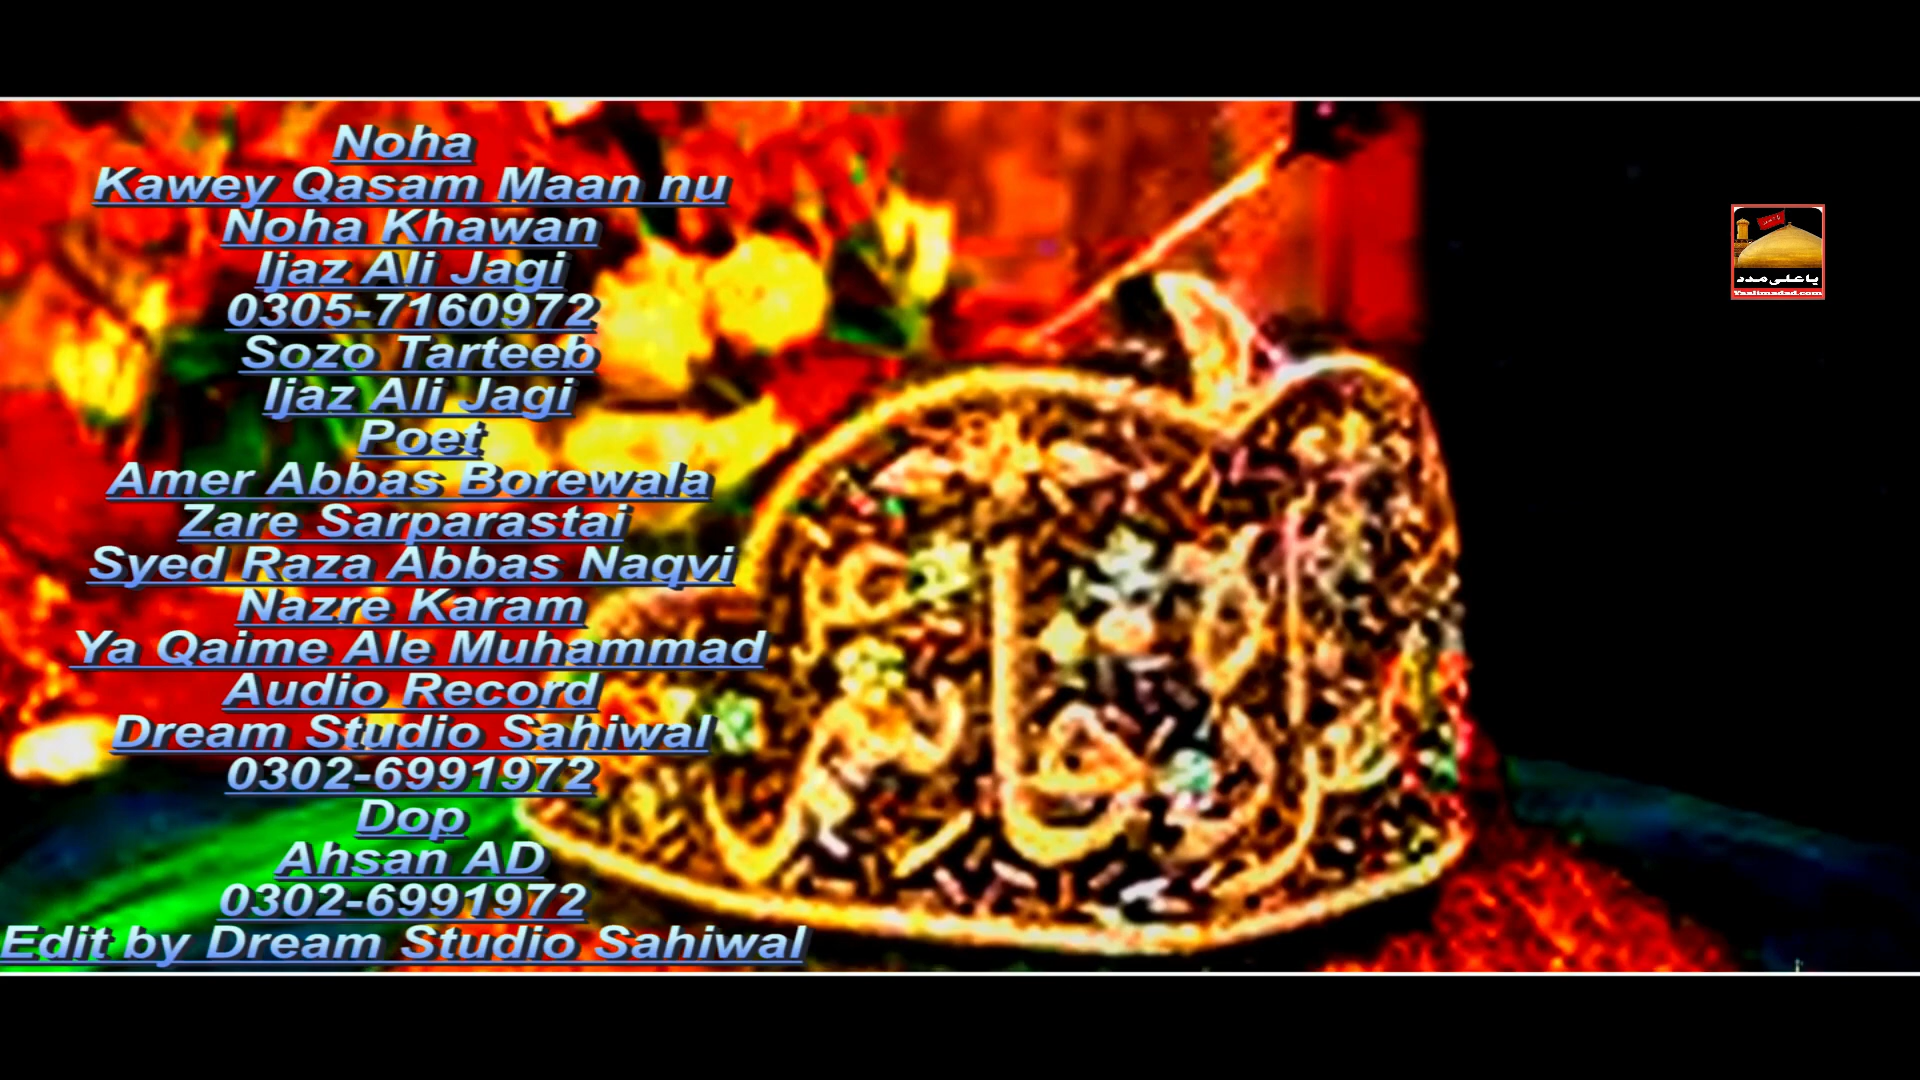 Noha
Kawey Qasam Maan nu
Noha Khawan
Ijaz Ali Jagi
0305-7160972
Sozo Tarteeb
Ijaz Ali Jagi
Poet
Amer Abbas Borewala
Zare Sarparastai
Syed Raza Abbas Naqvi
Nazre Karam
Ya Qaime Ale Muhammad
Audio Record
Dream Studio Sahiwal
0302-6991972
Dop
Ahsan AD
0302-6991972
Edit by Dream Studio Sahiwal
یا علی مدد
Yaalimadad.com